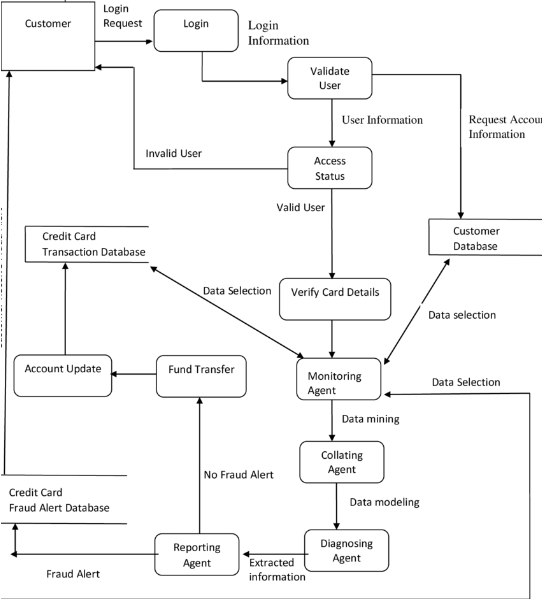 Customer
Login
Request
Login
Login
Information
Validate
User
User Information
Request Accou
Information
Invalid User
Access
Status
Valid User
Credit Card
Transaction Database
Customer
Database
Data Selection
Verify Card Details
Data selection
Account Update
Fund Transfer
Monitoring
Agent
Data Selection
Data mining
Collating
Agent
No Fraud Alert
Data modeling
Credit Card
Fraud Alert Database
Reporting
Agent
Extracted
information
Diagnosing
Agent
Fraud Alert